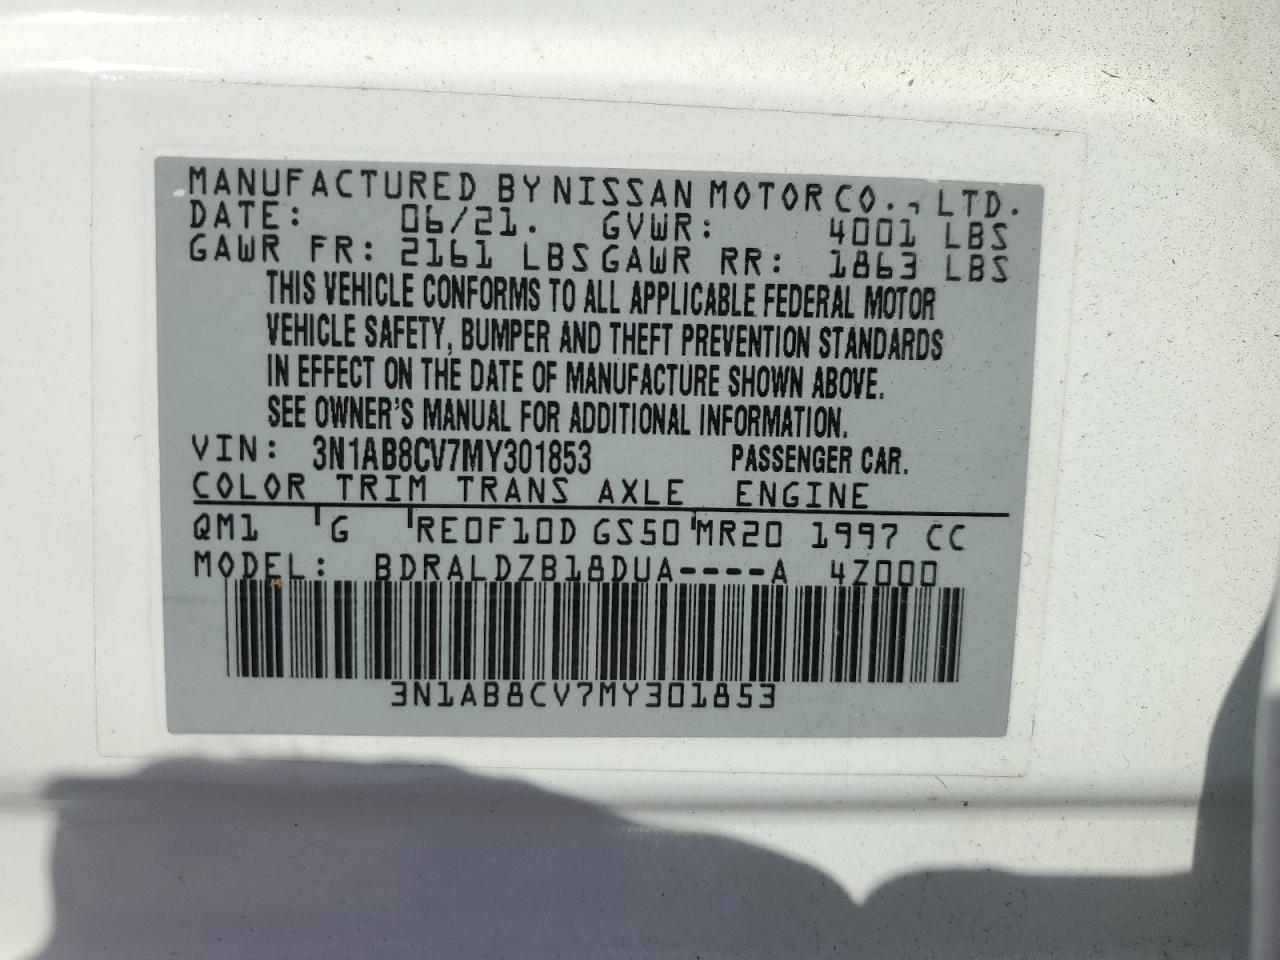 MANUFACTURED BY NISSAN MOTOR CO., LTD.
DATE: 06/21. GVWR: 4001 LBS
GAWR FR: 2161 LBS GAWR RR: 1863 LBS
THIS VEHICLE CONFORMS TO ALL APPLICABLE FEDERAL MOTOR
VEHICLE SAFETY, BUMPER AND THEFT PREVENTION STANDARDS
IN EFFECT ON THE DATE OF MANUFACTURE SHOWN ABOVE.
SEE OWNER'S MANUAL FOR ADDITIONAL INFORMATION.
VIN: 3N1AB8CV7MY301853 PASSENGER CAR.
COLOR TRIM TRANS AXLE ENGINE
QM1 G RE0F10D GS50 MR20 1997 CC
MODEL: BDRALDZB18DUA----A 4Z000
3N1AB8CV7MY301853